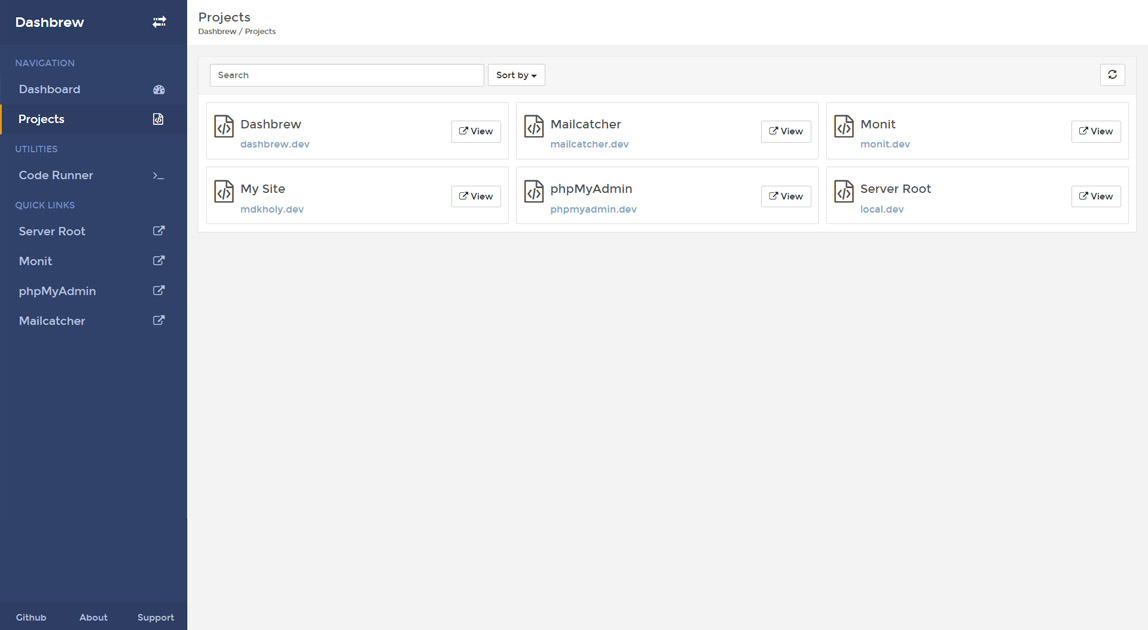 Dashbrew
NAVIGATION
Dashboard
Projects
UTILITIES
Code Runner
QUICK LINKS
Server Root
Monit
phpMyAdmin
Mailcatcher
Github About Support
Projects
Dashbrew / Projects
Search Sort by
Dashbrew
dashbrew.dev
View
Mailcatcher
mailcatcher.dev
View
Monit
monit.dev
View
My Site
mdkholy.dev
View
phpMyAdmin
phpmyadmin.dev
View
Server Root
local.dev
View